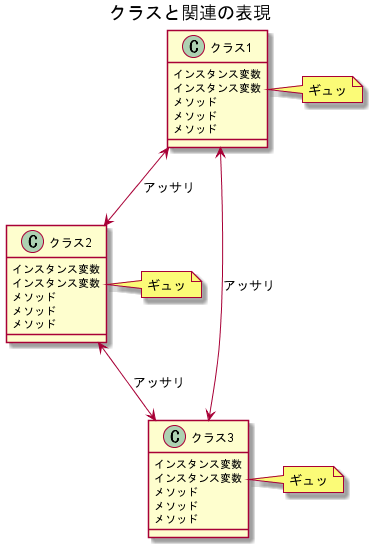 クラスと関連の表現
C クラス1
インスタンス変数
インスタンス変数
メソッド
メソッド
メソッド
ギュッ
アッサリ
C クラス2
インスタンス変数
インスタンス変数
メソッド
メソッド
メソッド
ギュッ
アッサリ
アッサリ
C クラス3
インスタンス変数
インスタンス変数
メソッド
メソッド
メソッド
ギュッ